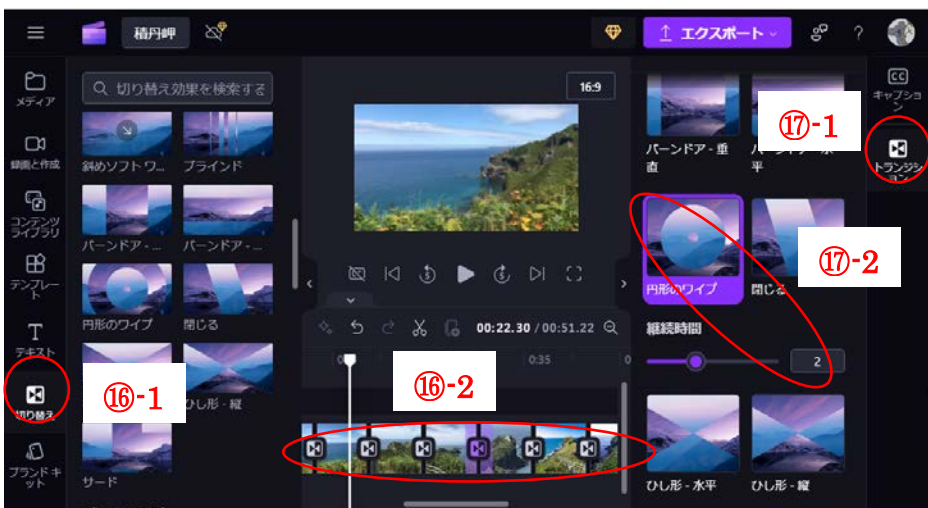 積丹岬
エクスポート
?
メディア
録画と作成
コンテンツ
ライブラリ
テンプレー
ト
テキスト
切り替え
ブランド キ
ット
切り替え効果を検索する
斜めソフト ワ...
ブラインド
バーンドア - ...
バーンドア - ...
円形のワイプ
閉じる
ひし形 - 縦
サード
⑯-1
16:9
5
5
00:22.30 / 00:51.22
0:35
0
⑯-2
バーンドア - 垂
直
平
⑰-1
円形のワイプ
閉じる
⑰-2
継続時間
2
ひし形 - 水平
ひし形 - 縦
CC
キャプショ
ン
トランジシ
ョン